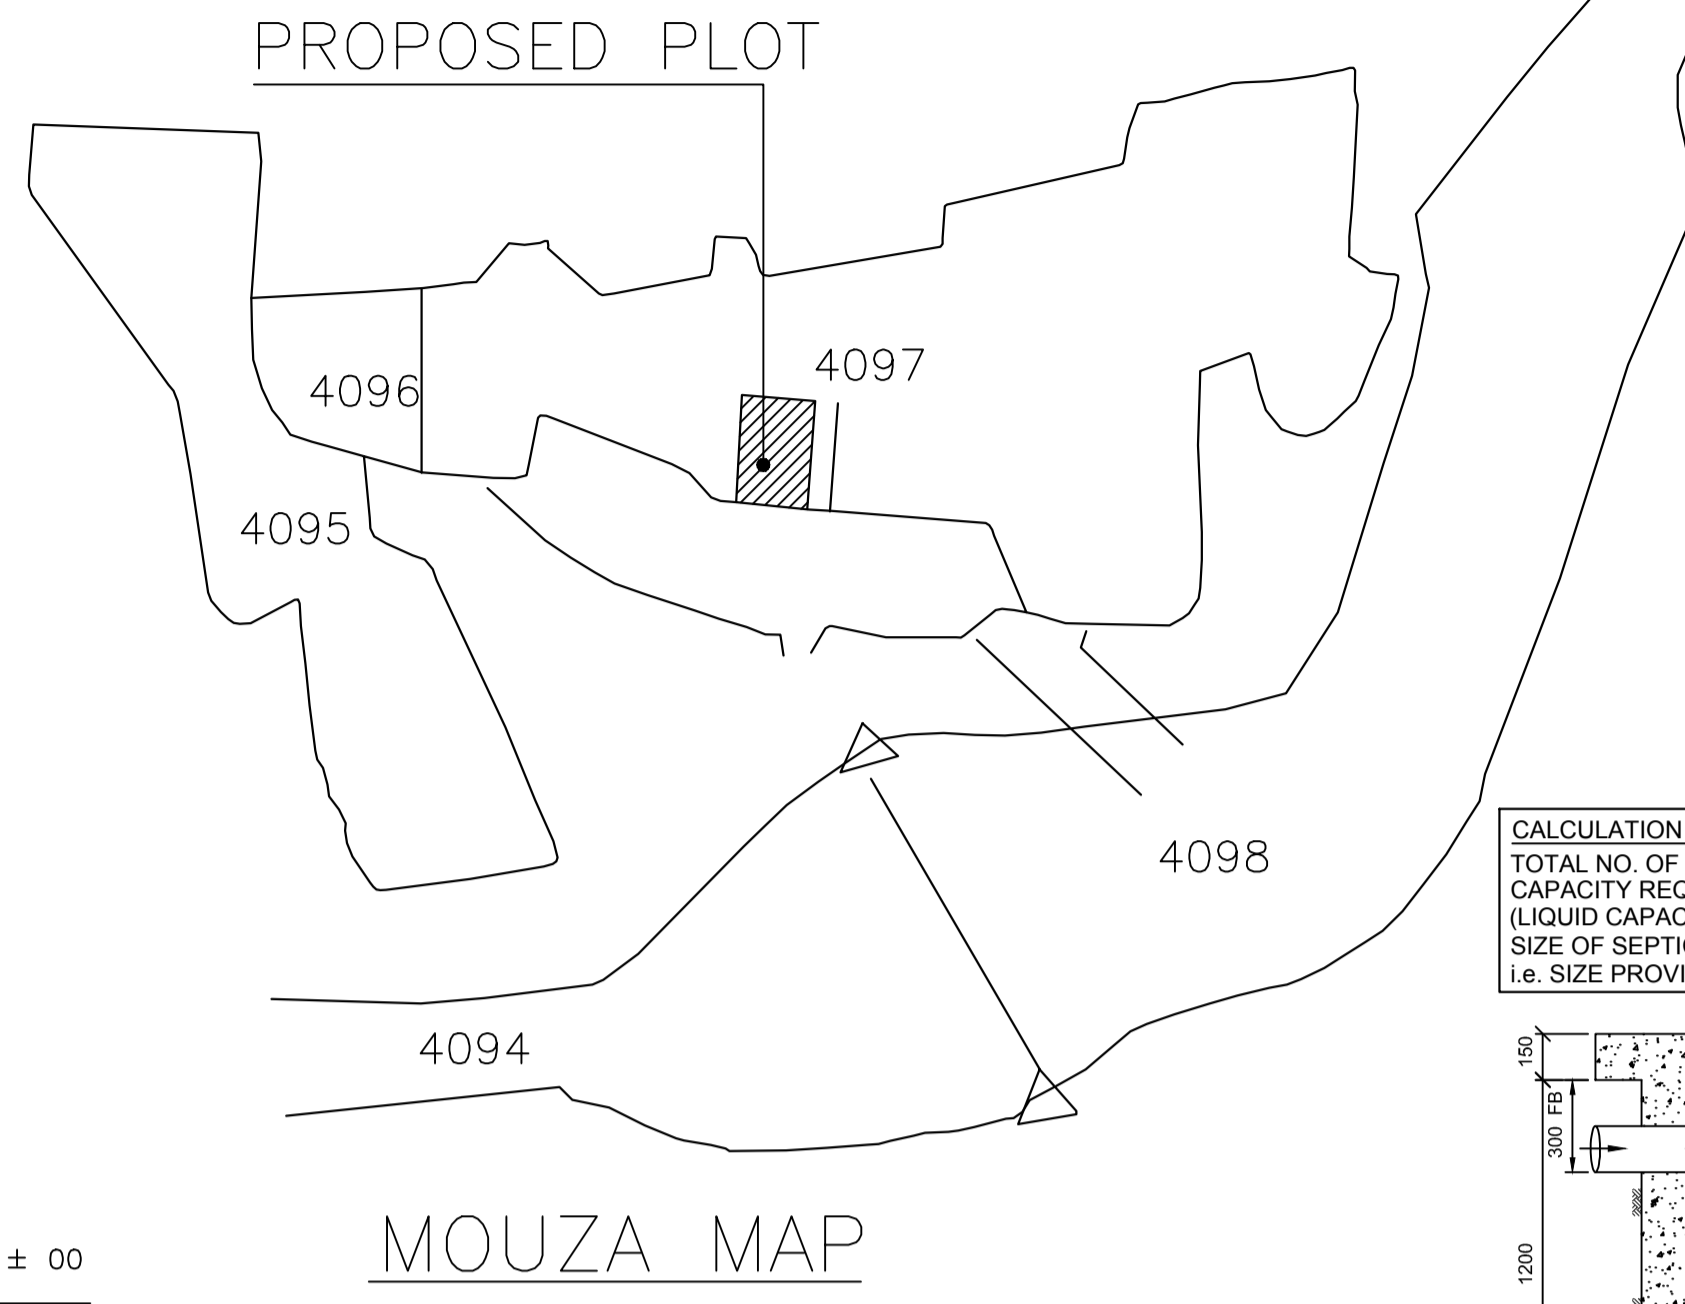 PROPOSED PLOT
4097
4096
4095
4098
4094
MOUZA MAP
± 00
CALCULATION
TOTAL NO. OF
CAPACITY REQ
(LIQUID CAPAC
SIZE OF SEPTI
i.e. SIZE PROVI
150
300 FB
1200